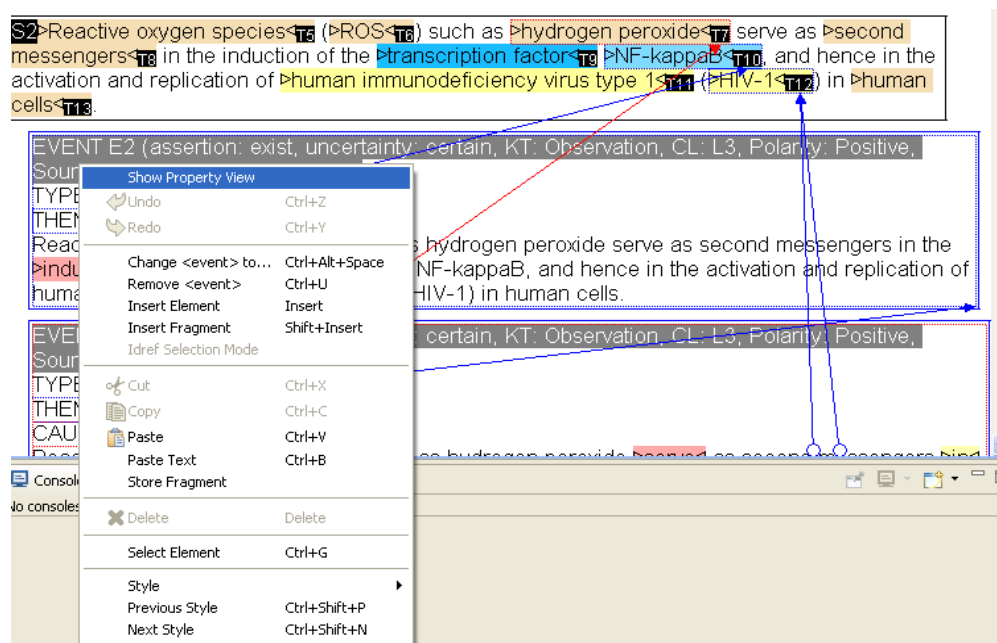 S2 Reactive oxygen species T5 (ROS T6) such as hydrogen peroxide T7 serve as second
messengers T8 in the induction of the transcription factor T9 NF-kappaB T10, and hence in the
activation and replication of human immunodeficiency virus type 1 T11 (HIV-1 T12) in human
cells T13.
EVENT E2 (assertion: exist, uncertainty: certain, KT: Observation, CL: L3, Polarity: Positive,
Sour
TYPE
THEM
Reac s hydrogen peroxide serve as second messengers in the
indu NF-kappaB, and hence in the activation and replication of
huma HIV-1) in human cells.
EVE certain, KT: Observation, CL: L3, Polarity: Positive,
Sour
TYPE
THEM
CAU
Show Property View
Undo Ctrl+Z
Redo Ctrl+Y
Change <event> to... Ctrl+Alt+Space
Remove <event> Ctrl+U
Insert Element Insert
Insert Fragment Shift+Insert
Idref Selection Mode
Cut Ctrl+X
Copy Ctrl+C
Paste Ctrl+V
Paste Text Ctrl+B
Store Fragment
Delete Delete
Select Element Ctrl+G
Style
Previous Style Ctrl+Shift+P
Next Style Ctrl+Shift+N
Consol
No consoles